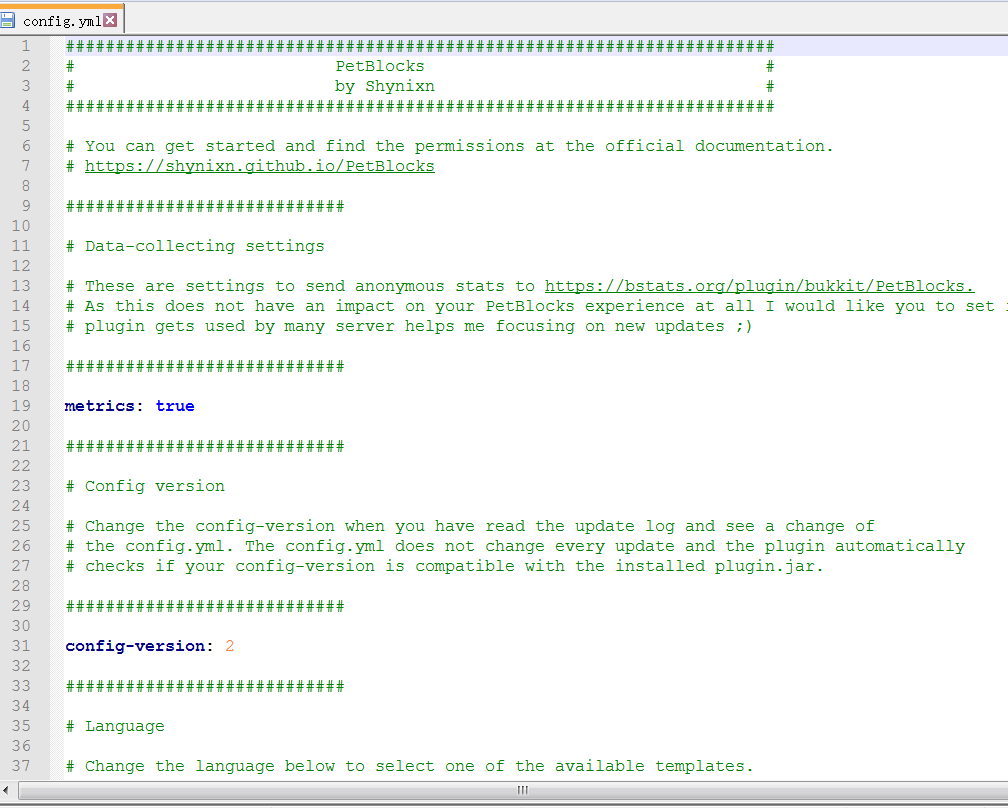 config.yml
1 #######################################################################
2 #                          PetBlocks                                  #
3 #                          by Shynixn                                 #
4 #######################################################################
5
6 # You can get started and find the permissions at the official documentation.
7 # https://shynixn.github.io/PetBlocks
8
9 ############################
10
11 # Data-collecting settings
12
13 # These are settings to send anonymous stats to https://bstats.org/plugin/bukkit/PetBlocks.
14 # As this does not have an impact on your PetBlocks experience at all I would like you to set
15 # plugin gets used by many server helps me focusing on new updates ;)
16
17 ############################
18
19 metrics: true
20
21 ############################
22
23 # Config version
24
25 # Change the config-version when you have read the update log and see a change of
26 # the config.yml. The config.yml does not change every update and the plugin automatically
27 # checks if your config-version is compatible with the installed plugin.jar.
28
29 ############################
30
31 config-version: 2
32
33 ############################
34
35 # Language
36
37 # Change the language below to select one of the available templates.